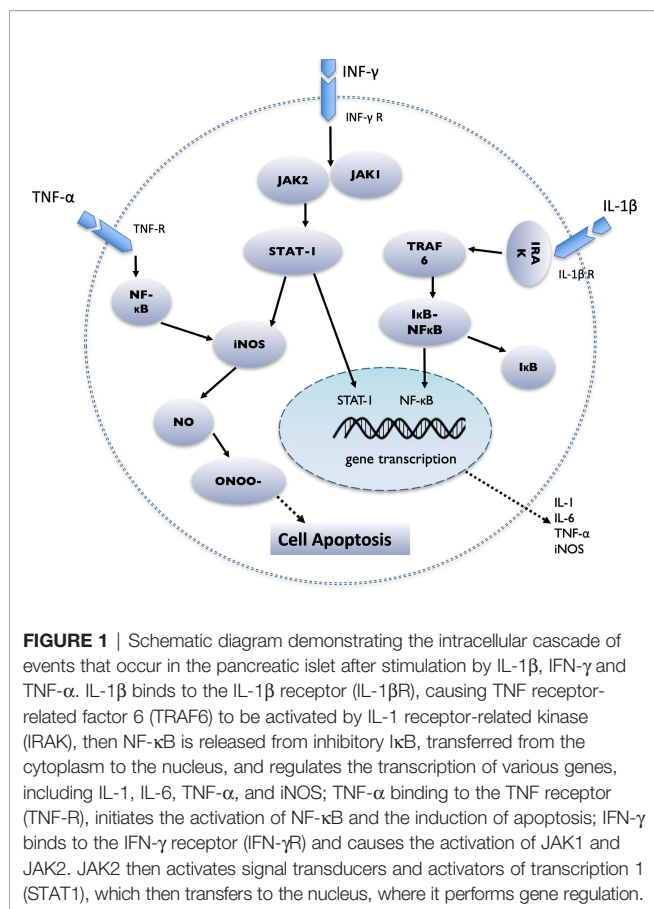 INF-γ
INF-γ R
JAK2
JAK1
TNF-α
TNF-R
IL-1β
IL-1β R
IRA
K
TRAF
6
STAT-1
NF-
κB
iNOS
IκB-
NFκB
IκB
NO
STAT-1 NF-κB
gene transcription
ONOO-
Cell Apoptosis
IL-1
IL-6
TNF-α
iNOS
FIGURE 1 | Schematic diagram demonstrating the intracellular cascade of
events that occur in the pancreatic islet after stimulation by IL-1β, IFN-γ and
TNF-α. IL-1β binds to the IL-1β receptor (IL-1βR), causing TNF receptor-
related factor 6 (TRAF6) to be activated by IL-1 receptor-related kinase
(IRAK), then NF-κB is released from inhibitory IκB, transferred from the
cytoplasm to the nucleus, and regulates the transcription of various genes,
including IL-1, IL-6, TNF-α, and iNOS; TNF-α binding to the TNF receptor
(TNF-R), initiates the activation of NF-κB and the induction of apoptosis; IFN-γ
binds to the IFN-γ receptor (IFN-γR) and causes the activation of JAK1 and
JAK2. JAK2 then activates signal transducers and activators of transcription 1
(STAT1), which then transfers to the nucleus, where it performs gene regulation.